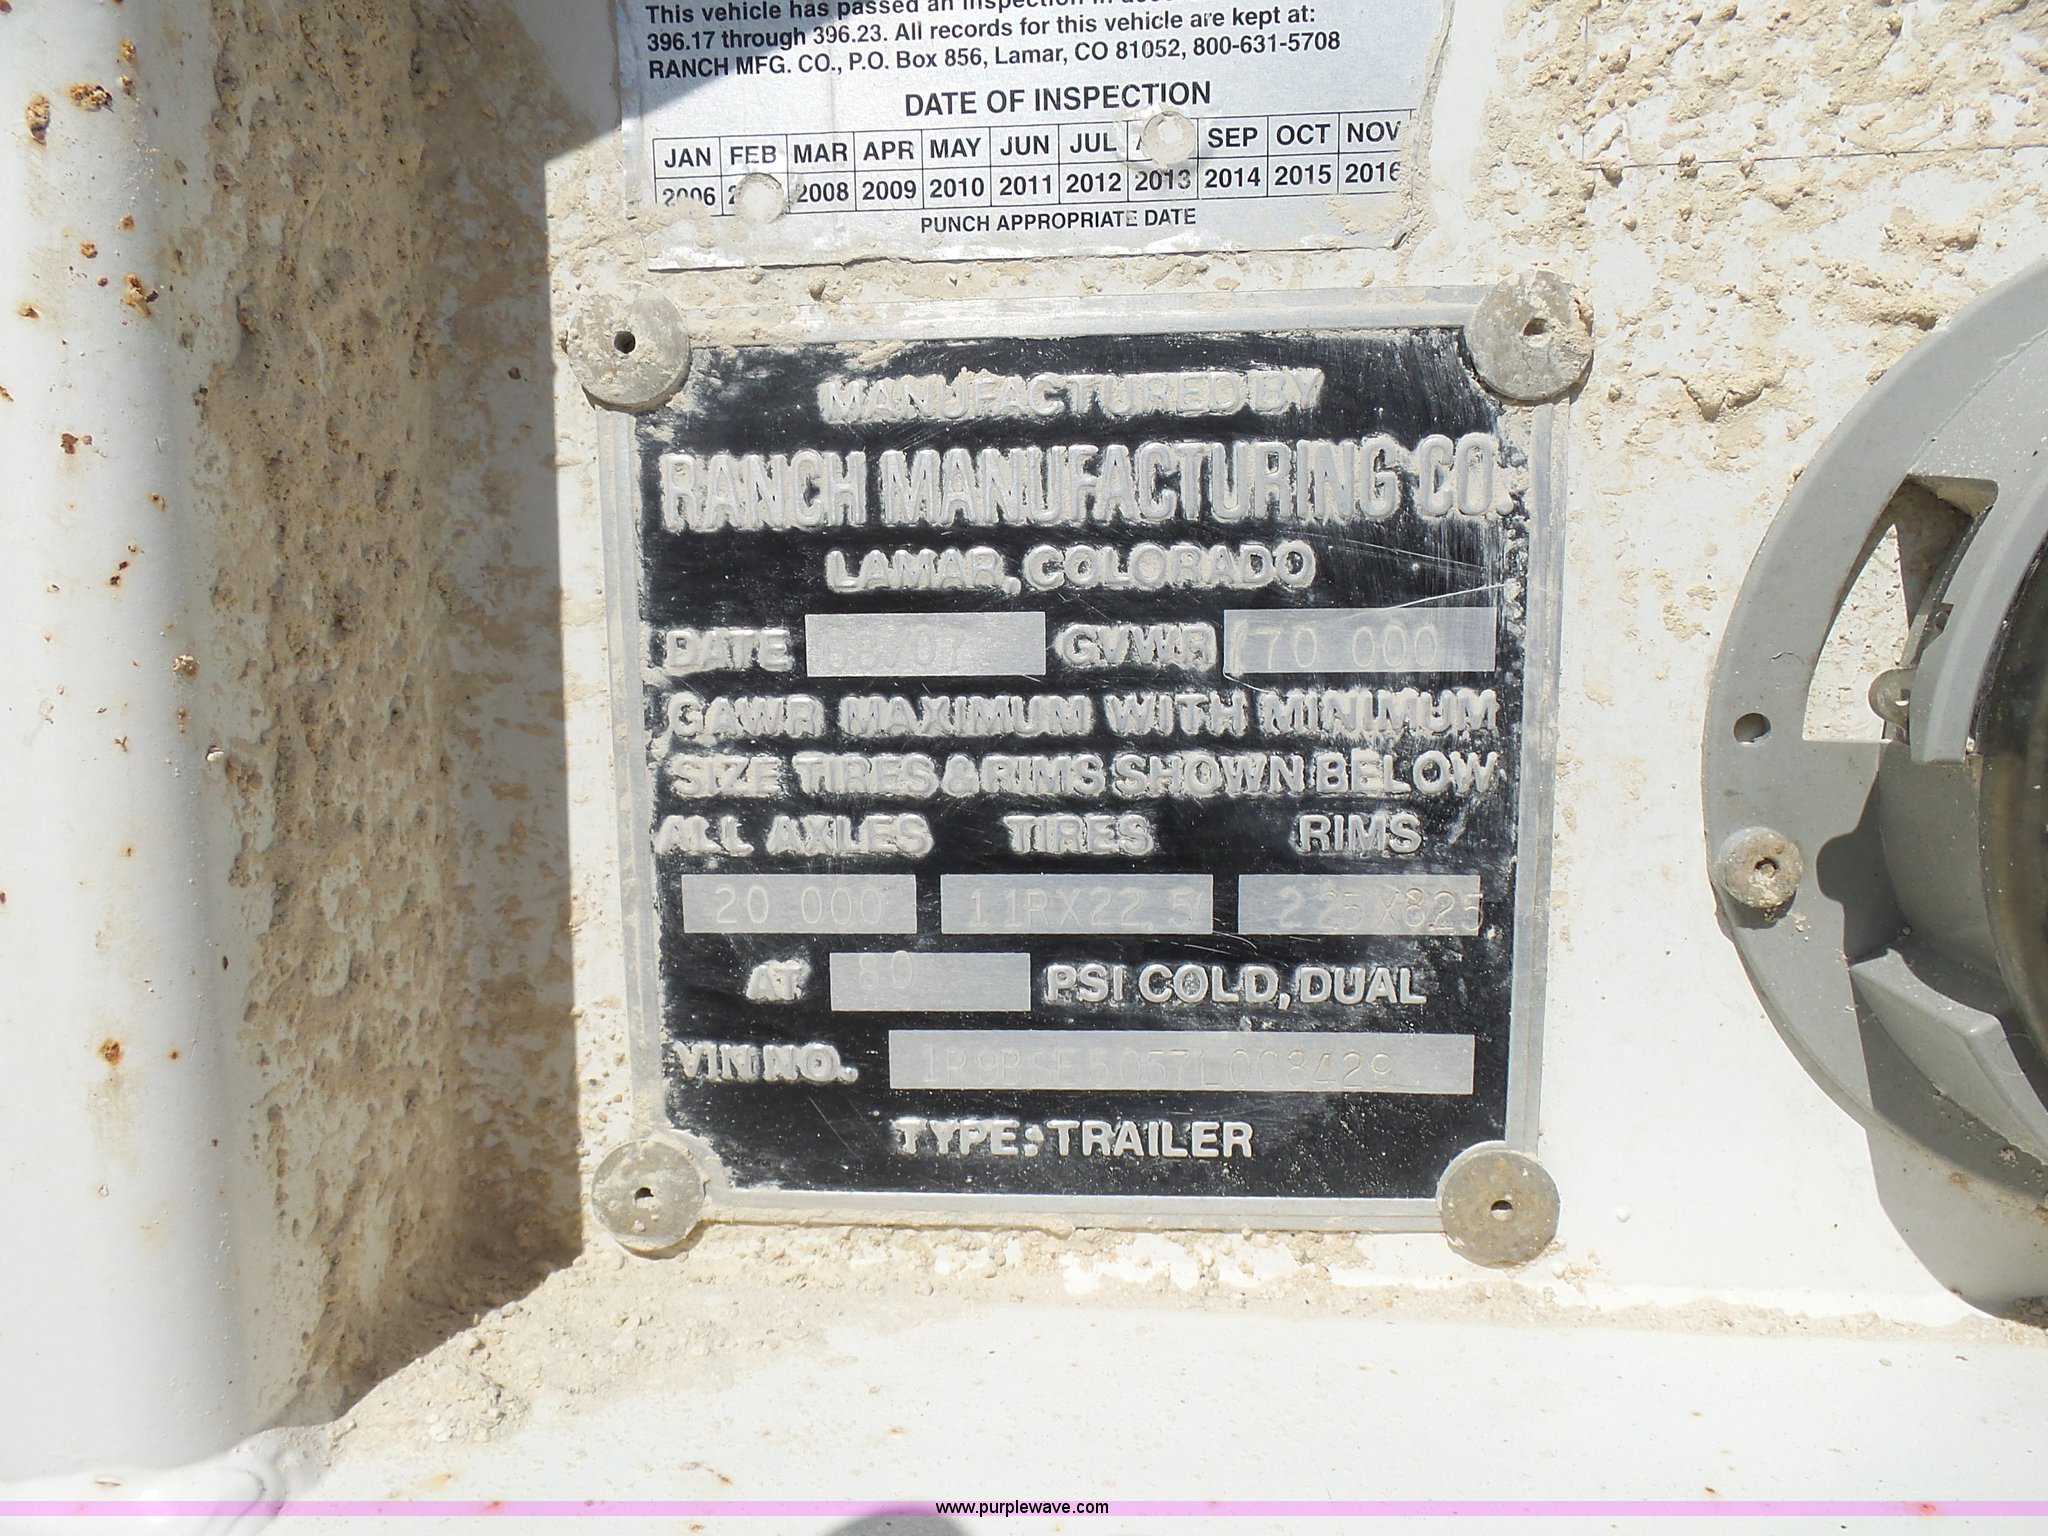 This vehicle has passed an inspection in
396.17 through 396.23. All records for this vehicle are kept at:
RANCH MFG. CO., P.O. Box 856, Lamar, CO 81052, 800-631-5708
DATE OF INSPECTION
JAN FEB MAR APR MAY JUN JUL SEP OCT NOV
2006 2008 2009 2010 2011 2012 2013 2014 2015 2016
PUNCH APPROPRIATE DATE
MANUFACTURED BY
RANCH MANUFACTURING CO.
LAMAR, COLORADO
DATE GVWR 70 000
GAWR MAXIMUM WITH MINIMUM
SIZE TIRES & RIMS SHOWN BELOW
ALL AXLES TIRES RIMS
20 000 11RX22.5 225X825
AT 80 PSI COLD, DUAL
VIN NO.
TYPE: TRAILER
www.purplewave.com